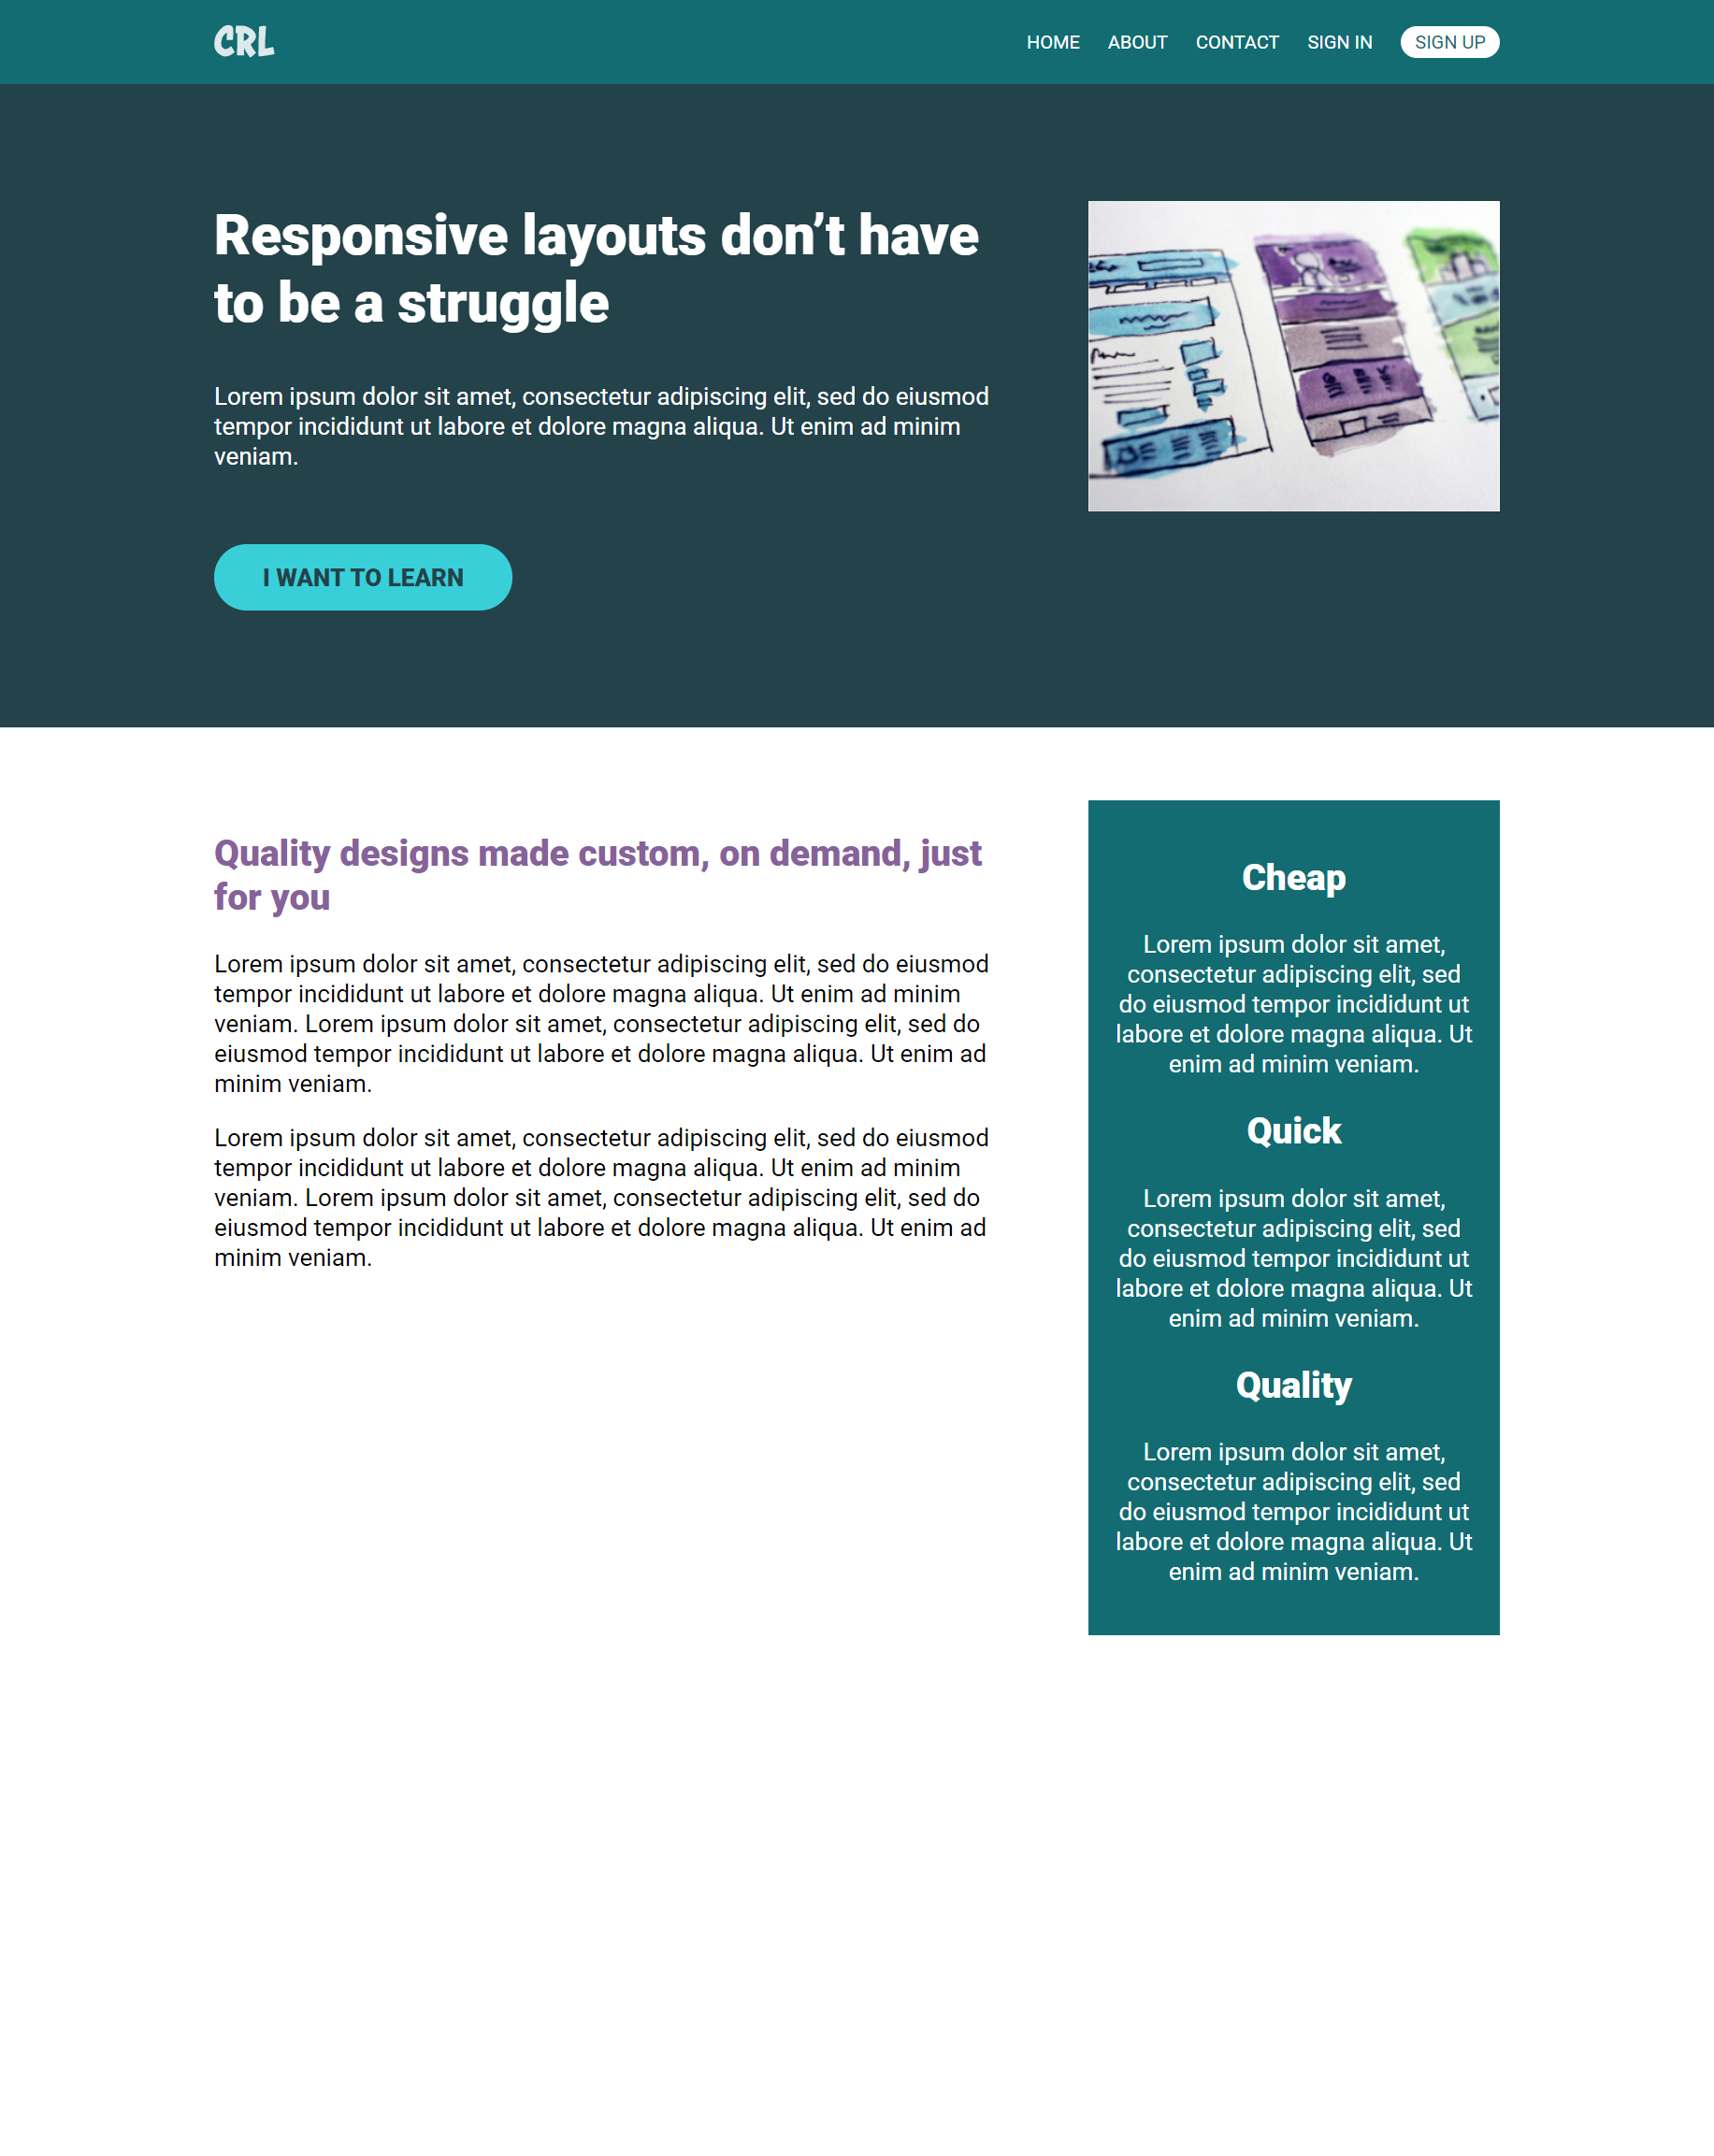 CRL
HOME ABOUT CONTACT SIGN IN SIGN UP
Responsive layouts don’t have
to be a struggle
Lorem ipsum dolor sit amet, consectetur adipiscing elit, sed do eiusmod
tempor incididunt ut labore et dolore magna aliqua. Ut enim ad minim
veniam.
I WANT TO LEARN
Quality designs made custom, on demand, just
for you
Lorem ipsum dolor sit amet, consectetur adipiscing elit, sed do eiusmod
tempor incididunt ut labore et dolore magna aliqua. Ut enim ad minim
veniam. Lorem ipsum dolor sit amet, consectetur adipiscing elit, sed do
eiusmod tempor incididunt ut labore et dolore magna aliqua. Ut enim ad
minim veniam.
Lorem ipsum dolor sit amet, consectetur adipiscing elit, sed do eiusmod
tempor incididunt ut labore et dolore magna aliqua. Ut enim ad minim
veniam. Lorem ipsum dolor sit amet, consectetur adipiscing elit, sed do
eiusmod tempor incididunt ut labore et dolore magna aliqua. Ut enim ad
minim veniam.
Cheap
Lorem ipsum dolor sit amet,
consectetur adipiscing elit, sed
do eiusmod tempor incididunt ut
labore et dolore magna aliqua. Ut
enim ad minim veniam.
Quick
Lorem ipsum dolor sit amet,
consectetur adipiscing elit, sed
do eiusmod tempor incididunt ut
labore et dolore magna aliqua. Ut
enim ad minim veniam.
Quality
Lorem ipsum dolor sit amet,
consectetur adipiscing elit, sed
do eiusmod tempor incididunt ut
labore et dolore magna aliqua. Ut
enim ad minim veniam.